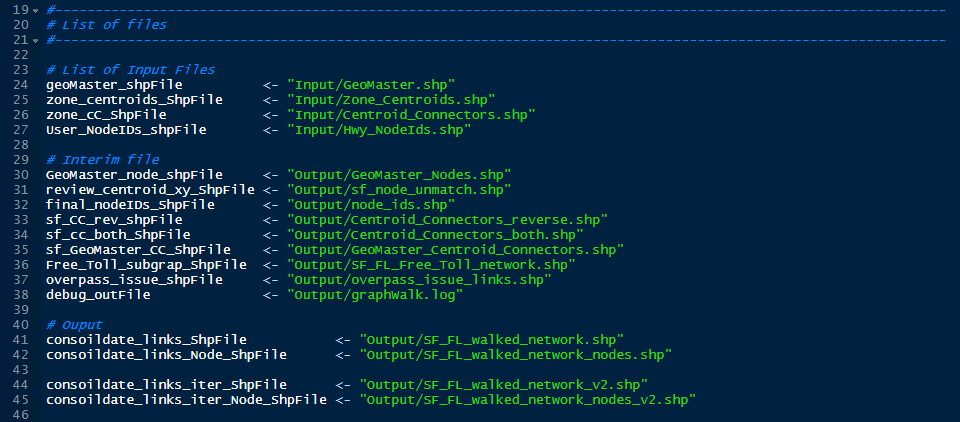 19 #---------------------------------------------------------------------------------------------------------------
20 # List of files
21 #---------------------------------------------------------------------------------------------------------------
22
23 # List of Input Files
24 geoMaster_shpFile          <- "Input/GeoMaster.shp"
25 zone_centroids_ShpFile     <- "Input/Zone_Centroids.shp"
26 zone_cC_ShpFile            <- "Input/Centroid_Connectors.shp"
27 User_NodeIDs_shpFile       <- "Input/Hwy_NodeIds.shp"
28
29 # Interim file
30 GeoMaster_node_shpFile     <- "Output/GeoMaster_Nodes.shp"
31 review_centroid_xy_ShpFile <- "Output/sf_node_unmatch.shp"
32 final_nodeIDs_ShpFile      <- "Output/node_ids.shp"
33 sf_CC_rev_shpFile          <- "Output/Centroid_Connectors_reverse.shp"
34 sf_cc_both_ShpFile         <- "Output/Centroid_Connectors_both.shp"
35 sf_GeoMaster_CC_ShpFile    <- "Output/GeoMaster_Centroid_Connectors.shp"
36 Free_Toll_subgrap_ShpFile  <- "Output/SF_FL_Free_Toll_network.shp"
37 overpass_issue_shpFile     <- "Output/overpass_issue_links.shp"
38 debug_outFile              <- "Output/graphWalk.log"
39
40 # Ouput
41 consoildate_links_ShpFile           <- "Output/SF_FL_walked_network.shp"
42 consoildate_links_Node_ShpFile      <- "Output/SF_FL_walked_network_nodes.shp"
43
44 consoildate_links_iter_ShpFile      <- "Output/SF_FL_walked_network_v2.shp"
45 consoildate_links_iter_Node_ShpFile <- "Output/SF_FL_walked_network_nodes_v2.shp"
46